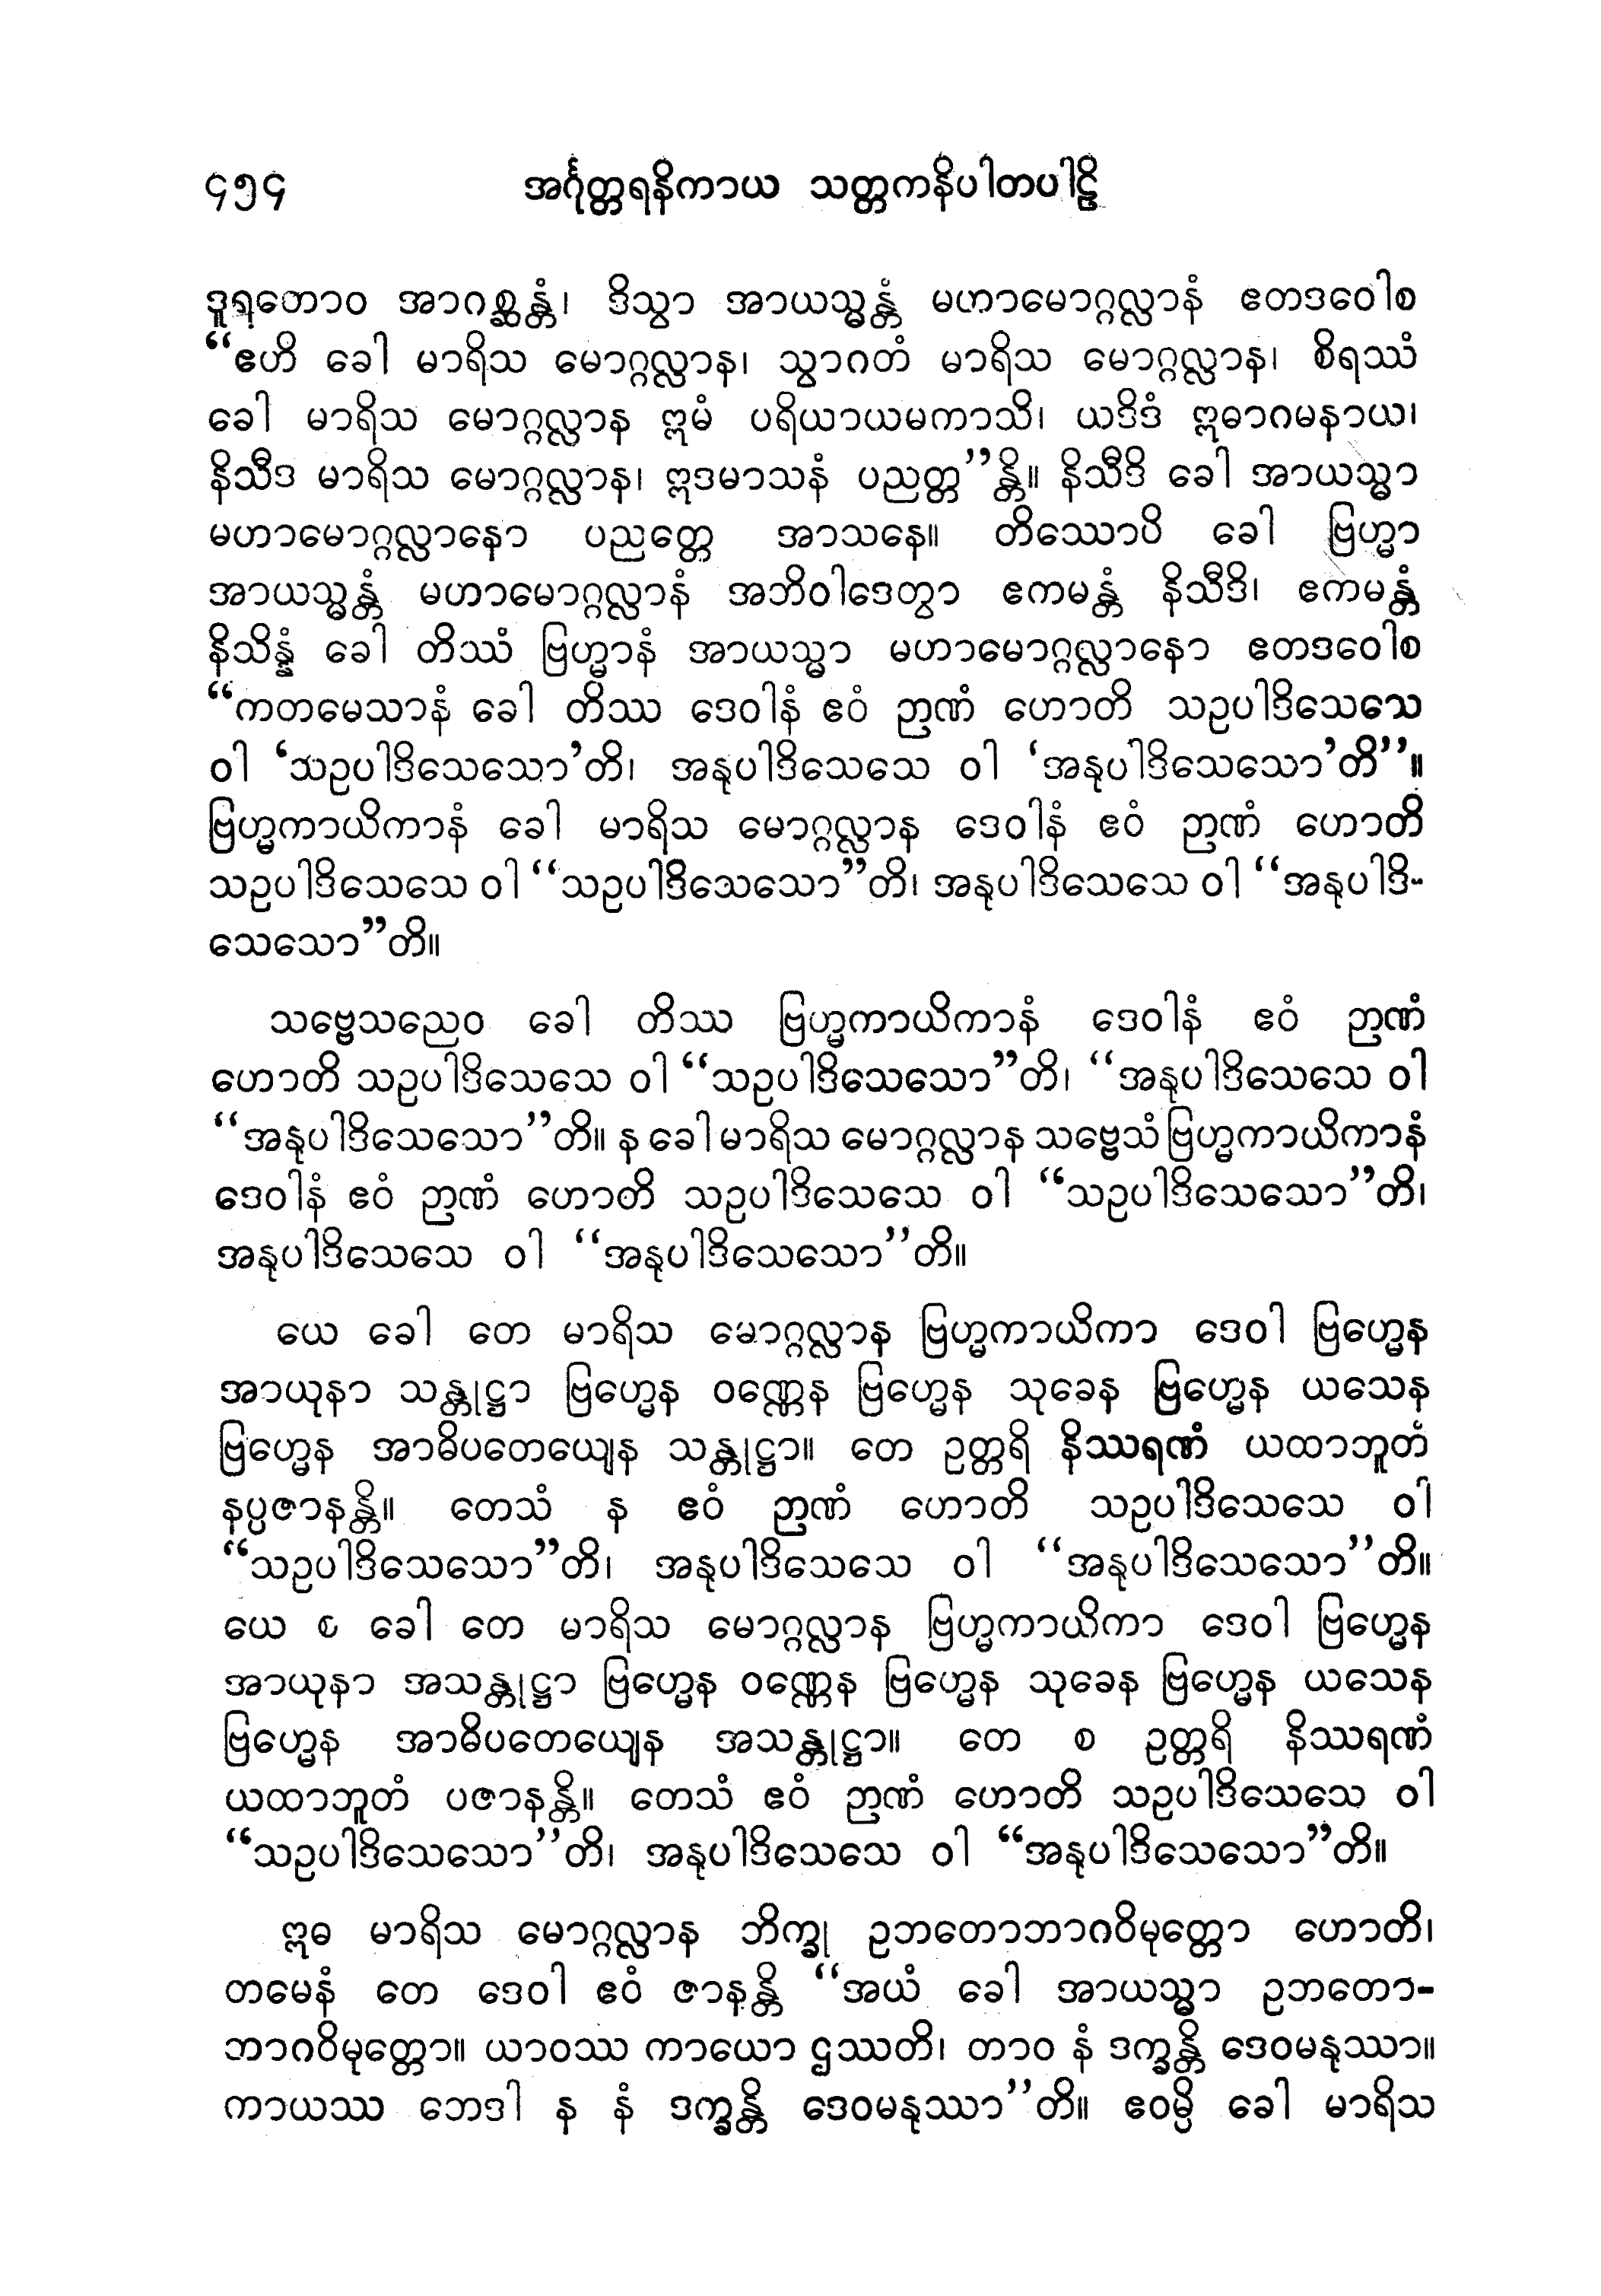 ၄၅၄ အင်္ဂုတ္တရနိကာယ သတ္တကနိပါတပါဠိ
ဒူရတောဝ အာဂစ္ဆန္တံ၊ ဒိသွာ အာယသ္မန္တံ မဟာမောဂ္ဂလ္လာနံ ဧတဒဝေါစ
“ဧဟိ ခေါ မာရိသ မောဂ္ဂလ္လာန၊ သွာဂတံ မာရိသ မောဂ္ဂလ္လာန၊ စိရဿံ
ခေါ မာရိသ မောဂ္ဂလ္လာန ဣမံ ပရိယာယမကာသိ၊ ယဒိဒံ ဣဓာဂမနာယ၊
နိသီဒ မာရိသ မောဂ္ဂလ္လာန၊ ဣဒမာသနံ ပညတ္တ”န္တိ။ နိသီဒိ ခေါ အာယသ္မာ
မဟာမောဂ္ဂလ္လာနော ပညတ္တေ အာသနေ။ တိဿောပိ ခေါ ဗြဟ္မာ
အာယသ္မန္တံ မဟာမောဂ္ဂလ္လာနံ အဘိဝါဒေတွာ ဧကမန္တံ နိသီဒိ၊ ဧကမန္တံ
နိသိန္နံ ခေါ တိဿံ ဗြဟ္မာနံ အာယသ္မာ မဟာမောဂ္ဂလ္လာနော ဧတဒဝေါစ
“ကတမေသာနံ ခေါ တိဿ ဒေဝါနံ ဧဝံ ဉာဏံ ဟောတိ သဥပါဒိသေသေ
ဝါ ‘သဥပါဒိသေသော’တိ၊ အနုပါဒိသေသေ ဝါ ‘အနုပါဒိသေသော’တိ”။
ဗြဟ္မကာယိကာနံ ခေါ မာရိသ မောဂ္ဂလ္လာန ဒေဝါနံ ဧဝံ ဉာဏံ ဟောတိ
သဥပါဒိသေသေ ဝါ “သဥပါဒိသေသော”တိ၊ အနုပါဒိသေသေ ဝါ “အနုပါဒိ-
သေသော”တိ။
သဗ္ဗေသညေဝ ခေါ တိဿ ဗြဟ္မကာယိကာနံ ဒေဝါနံ ဧဝံ ဉာဏံ
ဟောတိ သဥပါဒိသေသေ ဝါ “သဥပါဒိသေသော”တိ၊ “အနုပါဒိသေသေ ဝါ
“အနုပါဒိသေသော”တိ။ န ခေါ မာရိသ မောဂ္ဂလ္လာန သဗ္ဗေသံ ဗြဟ္မကာယိကာနံ
ဒေဝါနံ ဧဝံ ဉာဏံ ဟောတိ သဥပါဒိသေသေ ဝါ “သဥပါဒိသေသော”တိ၊
အနုပါဒိသေသေ ဝါ “အနုပါဒိသေသော”တိ။
ယေ ခေါ တေ မာရိသ မောဂ္ဂလ္လာန ဗြဟ္မကာယိကာ ဒေဝါ ဗြဟ္မေန
အာယုနာ သန္တုဋ္ဌာ ဗြဟ္မေန ဝဏ္ဏေန ဗြဟ္မေန သုခေန ဗြဟ္မေန ယသေန
ဗြဟ္မေန အာဓိပတေယျေန သန္တုဋ္ဌာ။ တေ ဥတ္တရိ နိဿရဏံ ယထာဘူတံ
နပ္ပဇာနန္တိ။ တေသံ န ဧဝံ ဉာဏံ ဟောတိ သဥပါဒိသေသေ ဝါ
“သဥပါဒိသေသော”တိ၊ အနုပါဒိသေသေ ဝါ “အနုပါဒိသေသော”တိ။
ယေ စ ခေါ တေ မာရိသ မောဂ္ဂလ္လာန ဗြဟ္မကာယိကာ ဒေဝါ ဗြဟ္မေန
အာယုနာ အသန္တုဋ္ဌာ ဗြဟ္မေန ဝဏ္ဏေန ဗြဟ္မေန သုခေန ဗြဟ္မေန ယသေန
ဗြဟ္မေန အာဓိပတေယျေန အသန္တုဋ္ဌာ။ တေ စ ဥတ္တရိ နိဿရဏံ
ယထာဘူတံ ပဇာနန္တိ။ တေသံ ဧဝံ ဉာဏံ ဟောတိ သဥပါဒိသေသေ ဝါ
“သဥပါဒိသေသော”တိ၊ အနုပါဒိသေသေ ဝါ “အနုပါဒိသေသော”တိ။
ဣဓ မာရိသ မောဂ္ဂလ္လာန ဘိက္ခု ဥဘတောဘာဂဝိမုတ္တော ဟောတိ၊
တမေနံ တေ ဒေဝါ ဧဝံ ဇာနန္တိ “အယံ ခေါ အာယသ္မာ ဥဘတော-
ဘာဂဝိမုတ္တော။ ယာဝဿ ကာယော ဌဿတိ၊ တာဝ နံ ဒက္ခန္တိ ဒေဝမနုဿာ။
ကာယဿ ဘေဒါ န နံ ဒက္ခန္တိ ဒေဝမနုဿာ”တိ။ ဧဝမ္ပိ ခေါ မာရိသ